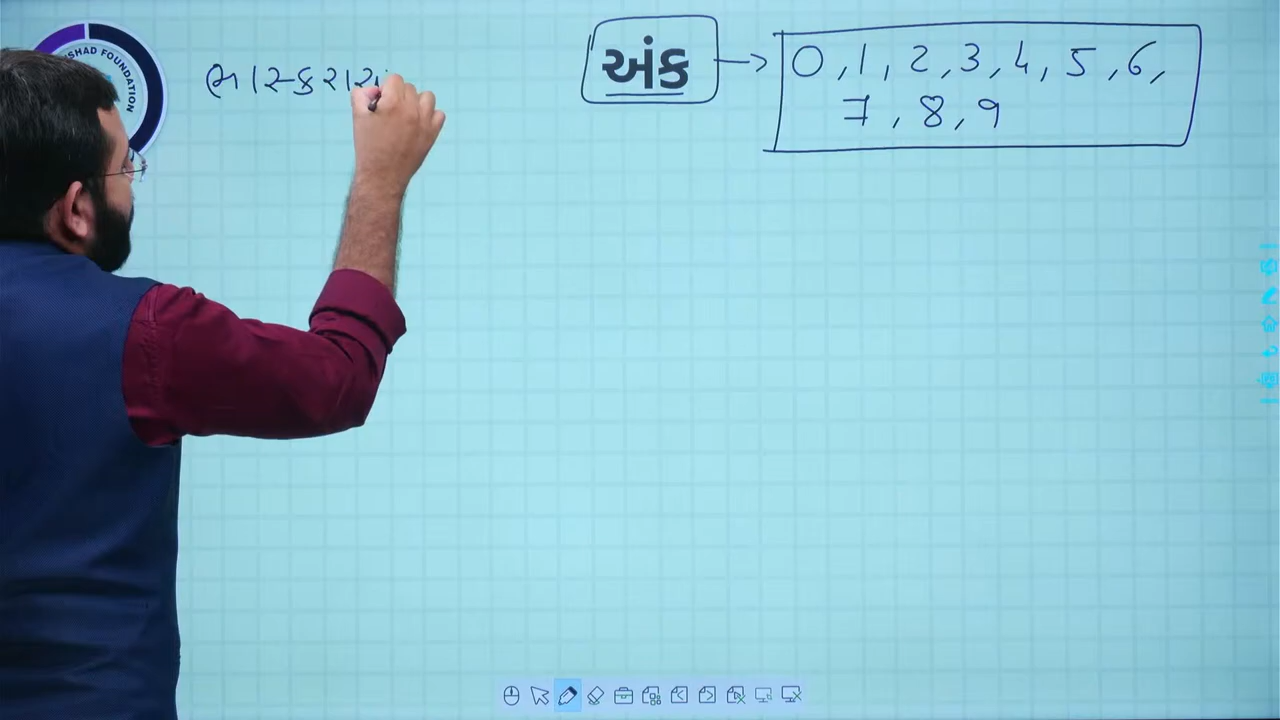 SHAD FOUNDATION
ભાસ્કરાચા
અંક → 0, 1, 2, 3, 4, 5, 6,
7, 8, 9